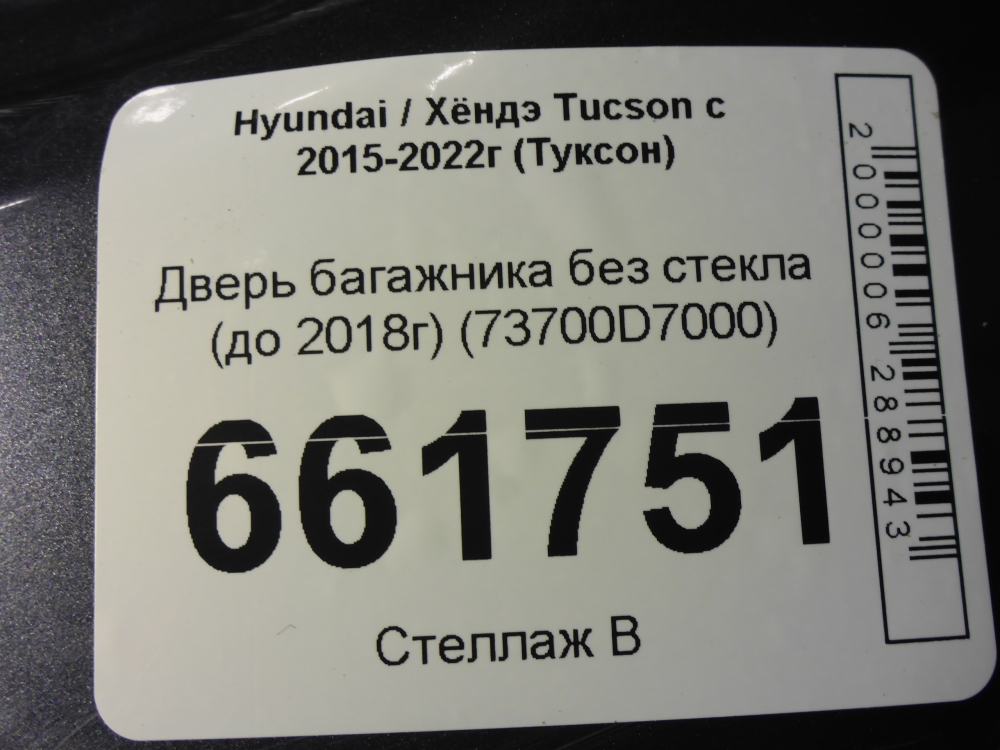 Hyundai / Хёндэ Tucson с
2015-2022г (Туксон)
Дверь багажника без стекла
(до 2018г) (73700D7000)
661751
Стеллаж В
2000006288943